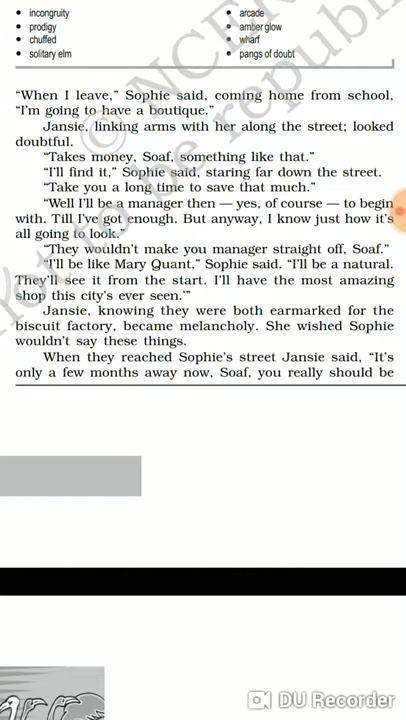 • incongruity • arcade
• prodigy • amber glow
• chuffed • wharf
• solitary elm • pangs of doubt
© NCERT
not to be republi
“When I leave,” Sophie said, coming home from school,
“I'm going to have a boutique.”
Jansie, linking arms with her along the street; looked
doubtful.
“Takes money, Soaf, something like that.”
“I'll find it,” Sophie said, staring far down the street.
“Take you a long time to save that much.”
“Well I'll be a manager then — yes, of course — to begin
with. Till I've got enough. But anyway, I know just how it's
all going to look.”
“They wouldn't make you manager straight off, Soaf.”
“I'll be like Mary Quant,” Sophie said. “I'll be a natural.
They'll see it from the start. I'll have the most amazing
shop this city's ever seen.'”
Jansie, knowing they were both earmarked for the
biscuit factory, became melancholy. She wished Sophie
wouldn't say these things.
When they reached Sophie's street Jansie said, “It's
only a few months away now, Soaf, you really should be
DU Recorder